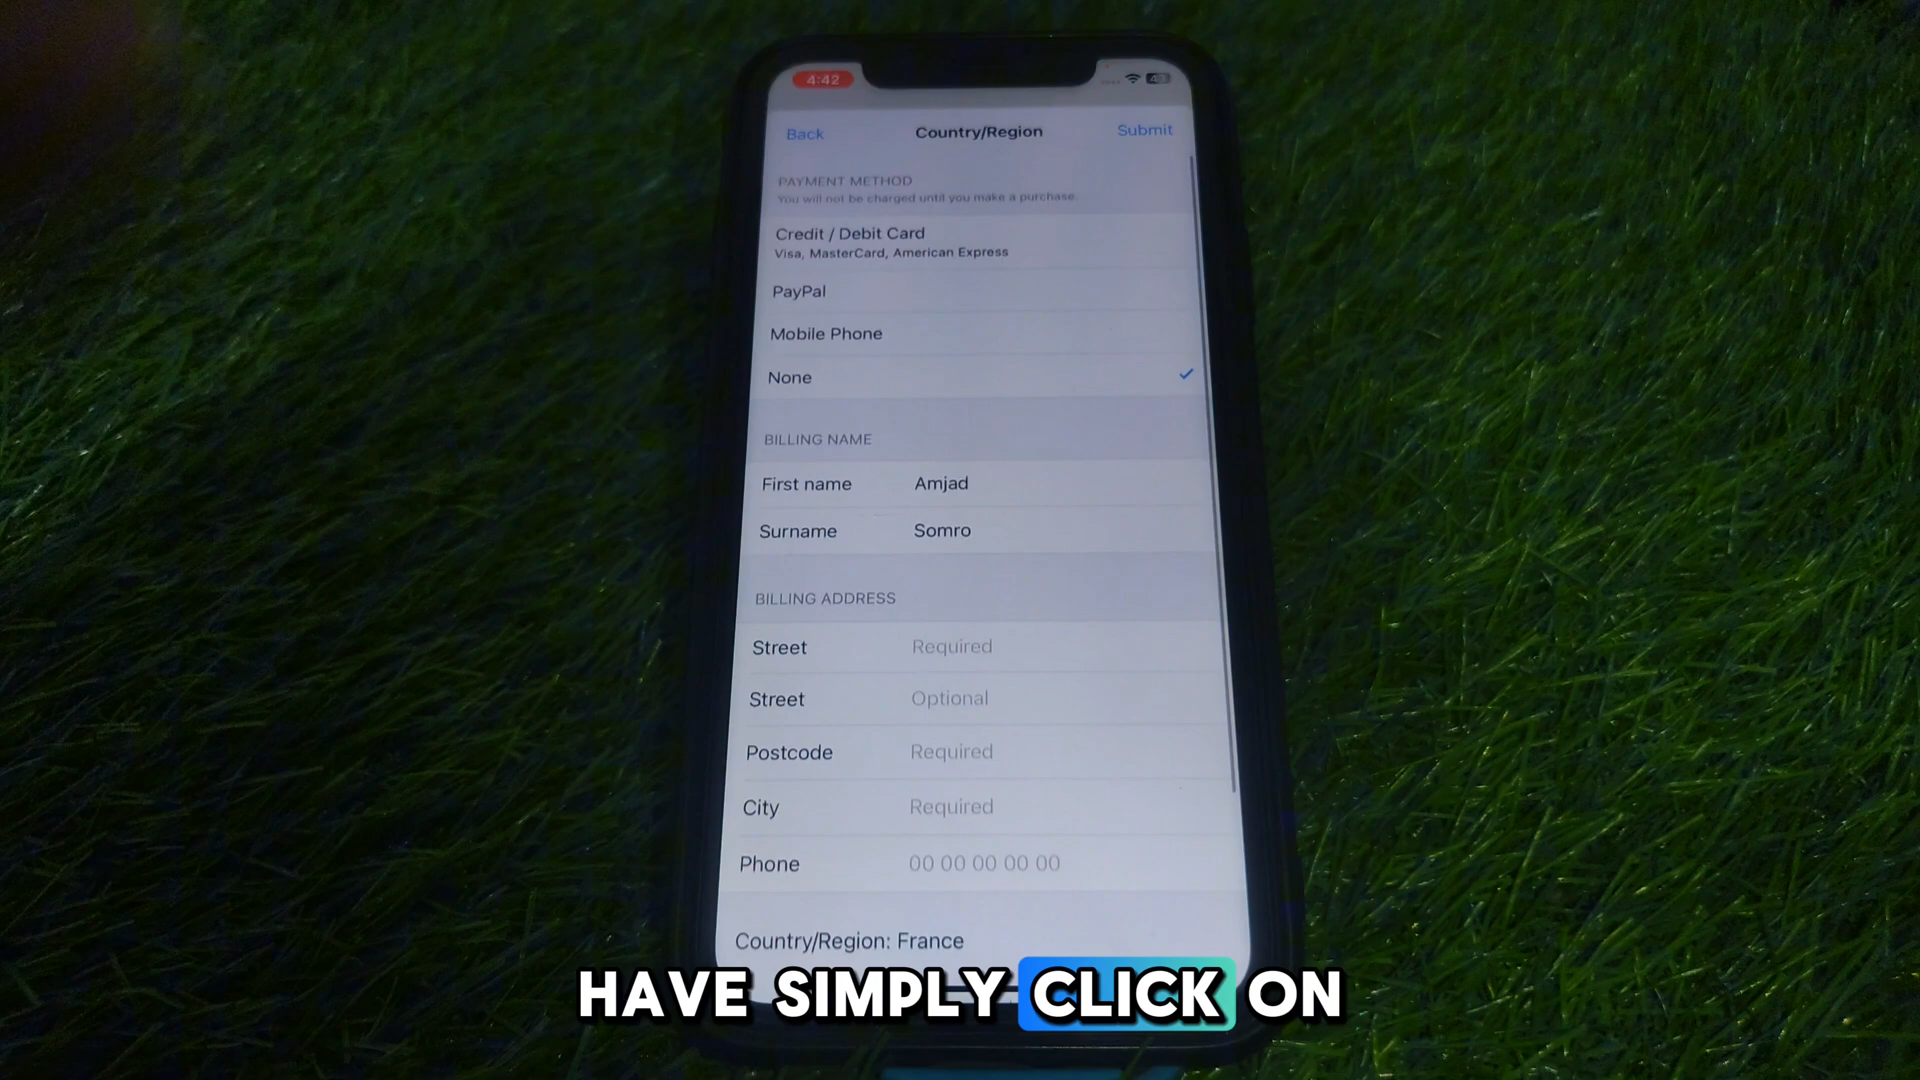 4:42
43
Back Country/Region Submit
PAYMENT METHOD
You will not be charged until you make a purchase.
Credit / Debit Card
Visa, MasterCard, American Express
PayPal
Mobile Phone
None
BILLING NAME
First name Amjad
Surname Somro
BILLING ADDRESS
Street Required
Street Optional
Postcode Required
City Required
Phone 00 00 00 00 00
Country/Region: France
HAVE SIMPLY CLICK ON